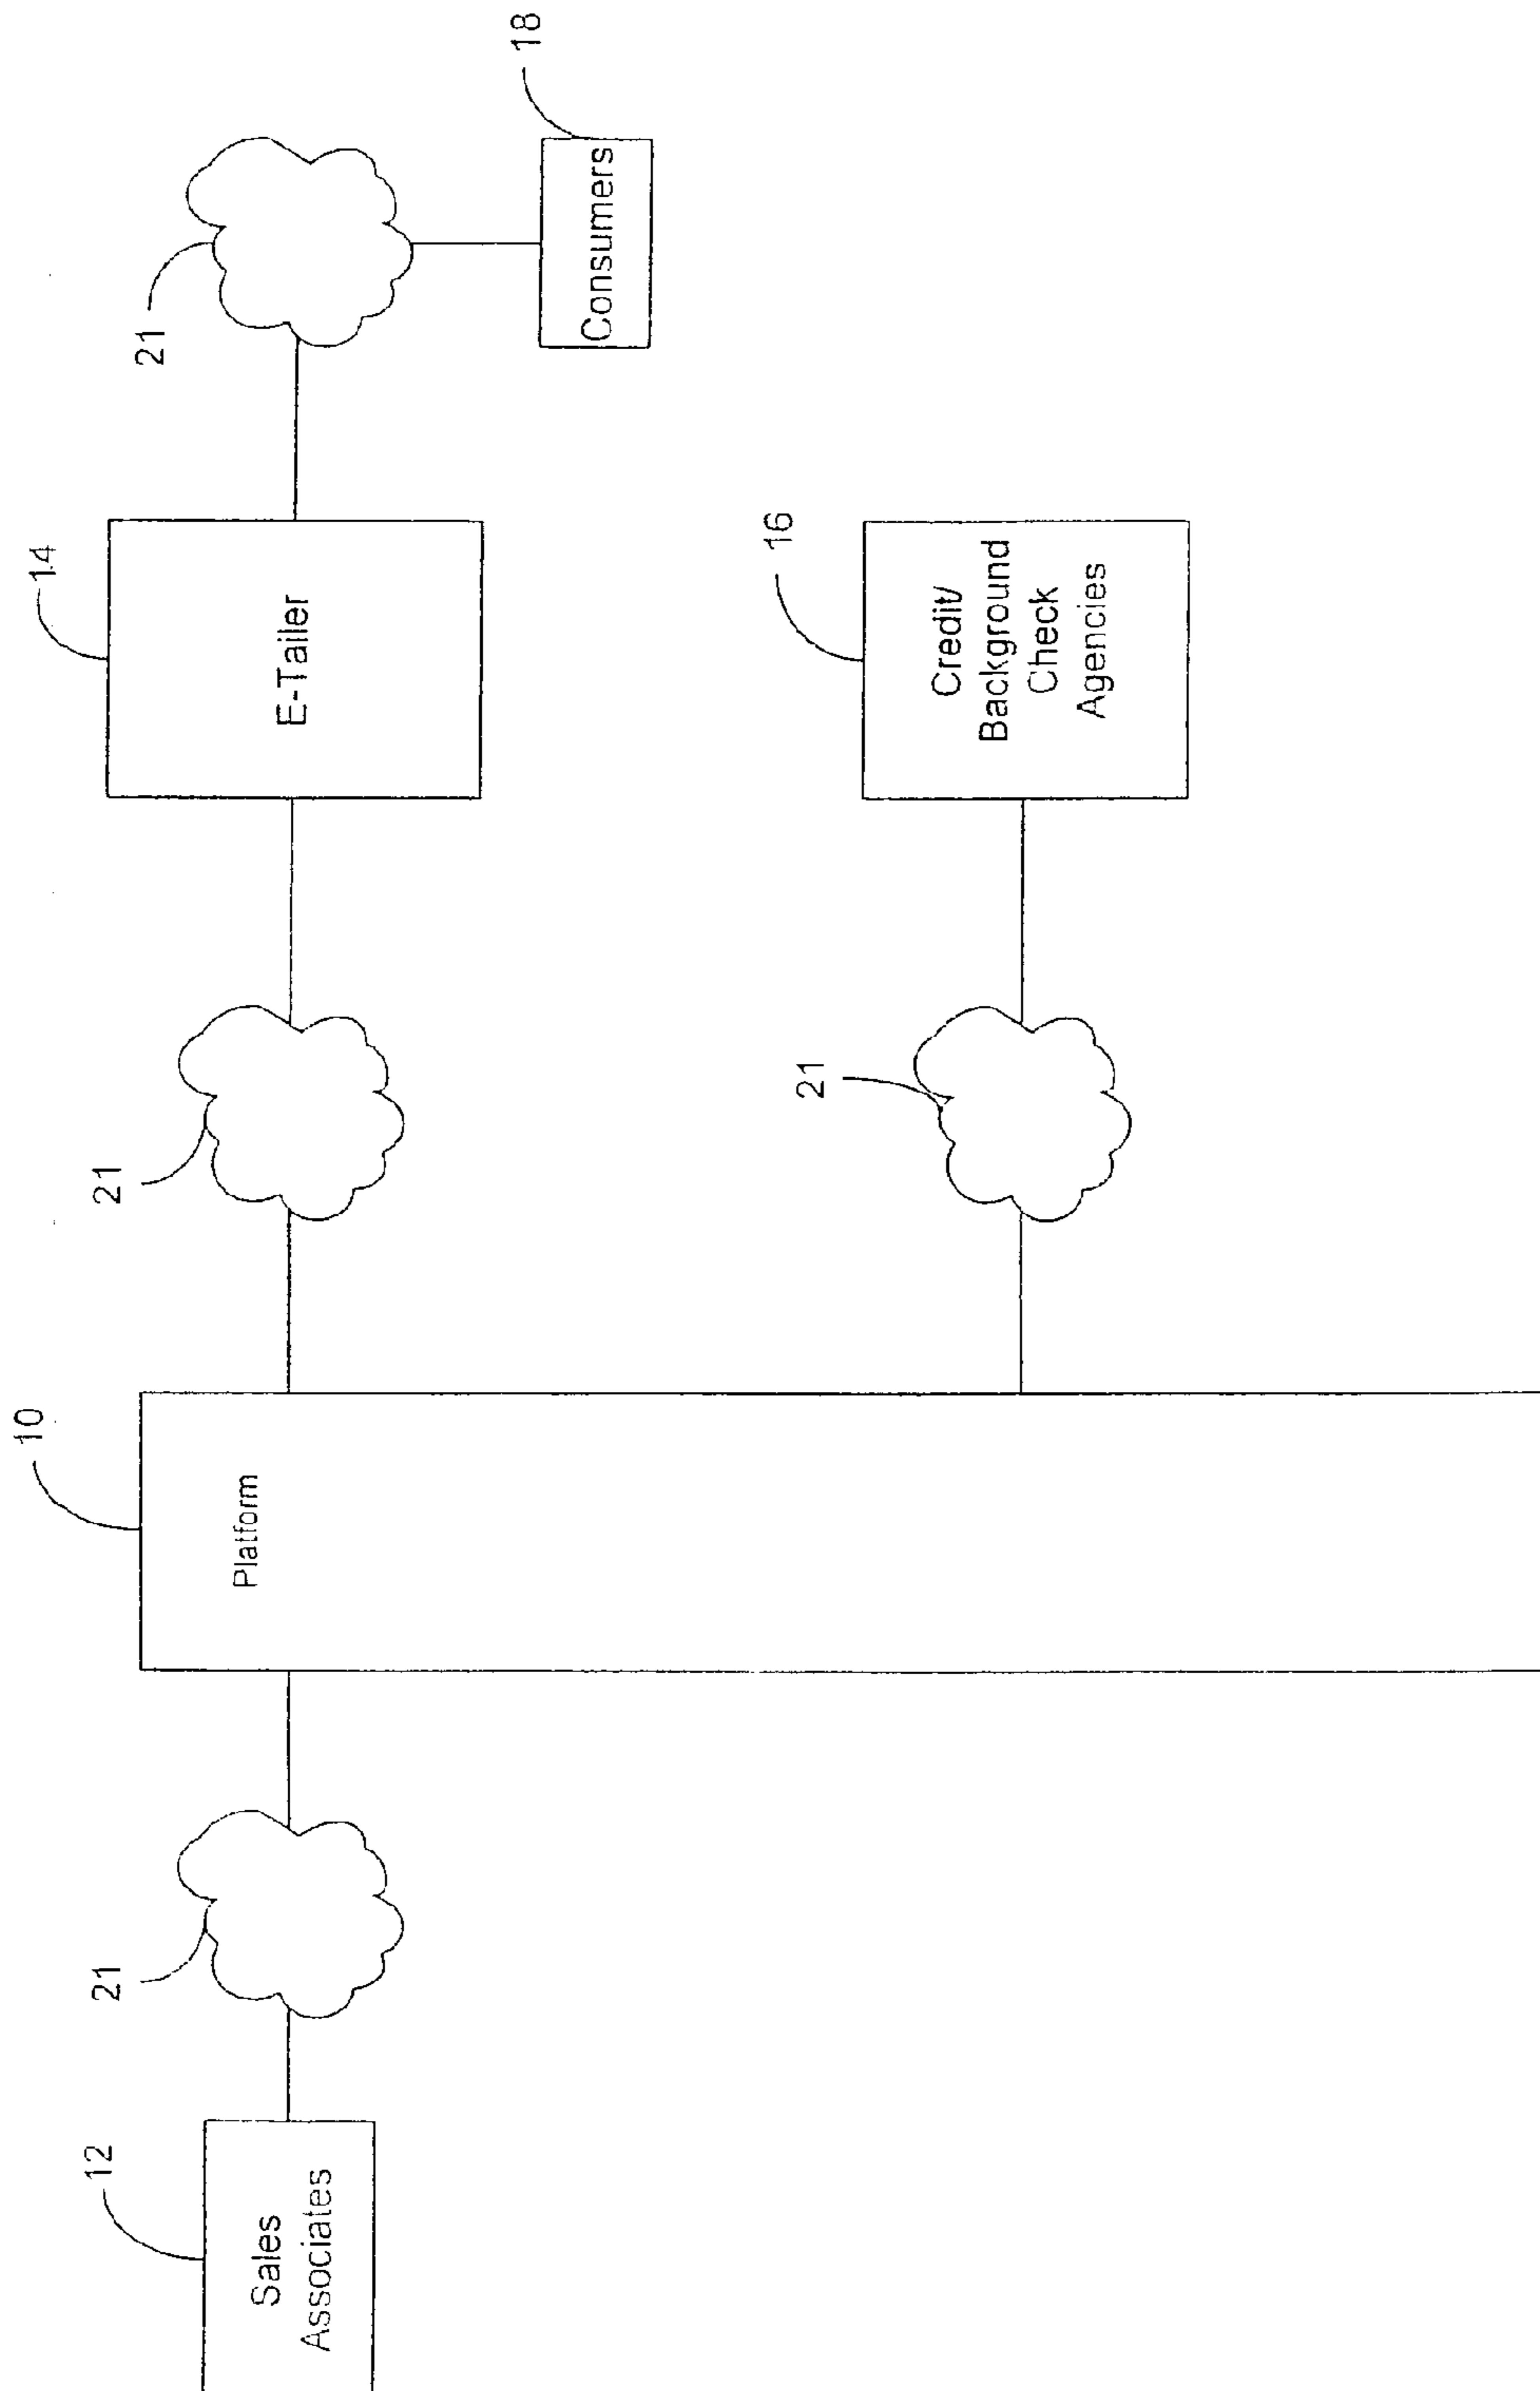 18
21
Consumers
14
E-Tailer
16
Credit/
Background
Check
Agencies
21
21
10
Platform
21
12
Sales
Associates